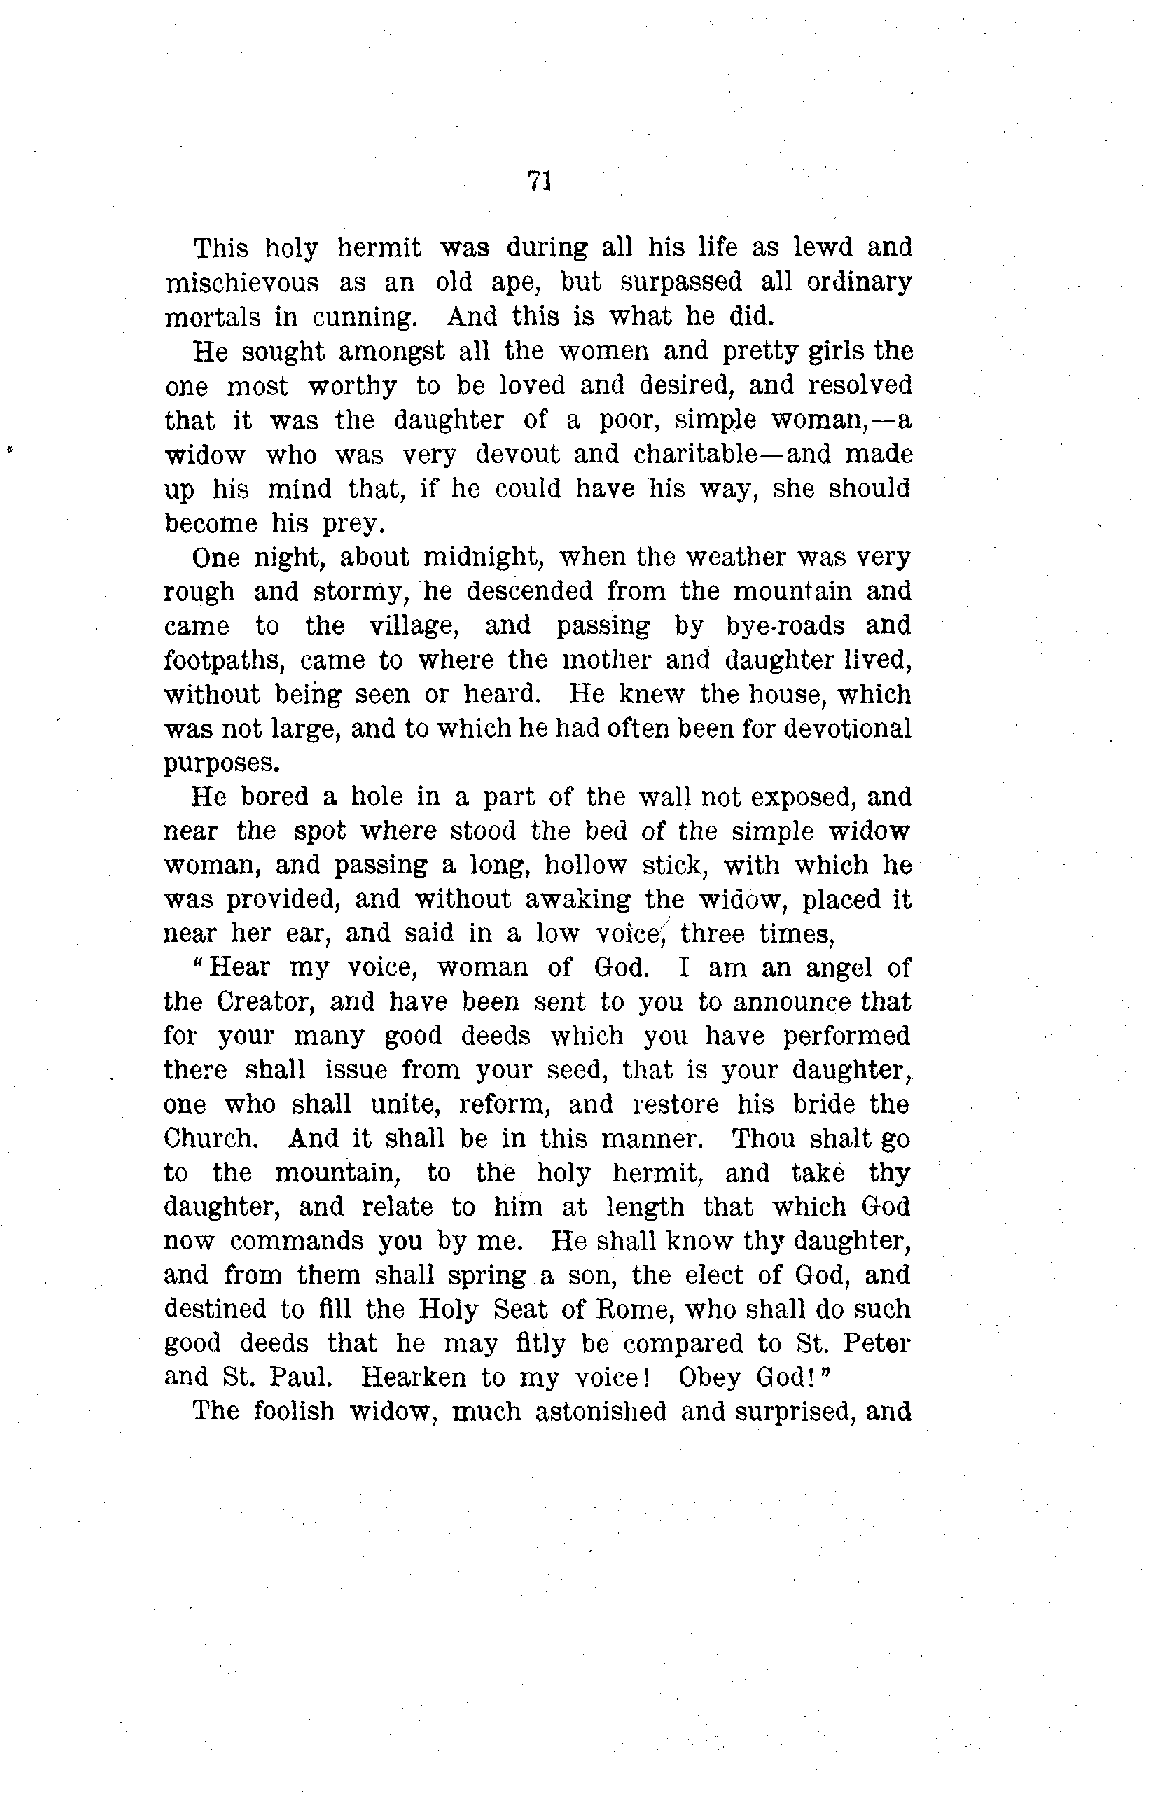 71
This holy hermit was during all his life as lewd and
mischievous as an old ape, but surpassed all ordinary
mortals in cunning. And this is what he did.
He sought amongst all the women and pretty girls the
one most worthy to be loved and desired, and resolved
that it was the daughter of a poor, simple woman,—a
widow who was very devout and charitable—and made
up his mind that, if he could have his way, she should
become his prey.
One night, about midnight, when the weather was very
rough and stormy, he descended from the mountain and
came to the village, and passing by bye-roads and
footpaths, came to where the mother and daughter lived,
without being seen or heard. He knew the house, which
was not large, and to which he had often been for devotional
purposes.
He bored a hole in a part of the wall not exposed, and
near the spot where stood the bed of the simple widow
woman, and passing a long, hollow stick, with which he
was provided, and without awaking the widow, placed it
near her ear, and said in a low voice, three times,
"Hear my voice, woman of God. I am an angel of
the Creator, and have been sent to you to announce that
for your many good deeds which you have performed
there shall issue from your seed, that is your daughter,
one who shall unite, reform, and restore his bride the
Church. And it shall be in this manner. Thou shalt go
to the mountain, to the holy hermit, and take thy
daughter, and relate to him at length that which God
now commands you by me. He shall know thy daughter,
and from them shall spring a son, the elect of God, and
destined to fill the Holy Seat of Rome, who shall do such
good deeds that he may fitly be compared to St. Peter
and St. Paul. Hearken to my voice! Obey God!"
The foolish widow, much astonished and surprised, and